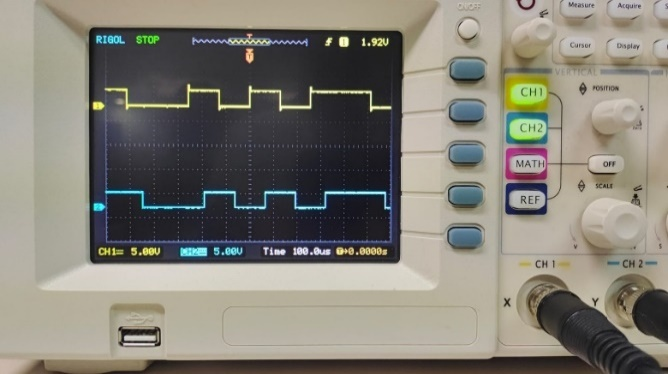 RIGOL STOP 1.92V
CH1= 5.00V CH2= 5.00V Time 100.0us 0.0000s
ON/OFF
Measure Acquire
Cursor Display
VERTICAL
CH1
POSITION
CH2
MATH OFF
REF
SCALE
V
CH 1 CH 2
X Y